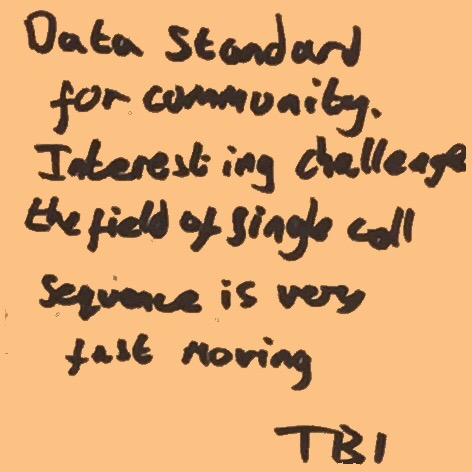 Data Standard
for community.
Interesting challenge
the field of single cell
Sequence is very
fast moving
TBI